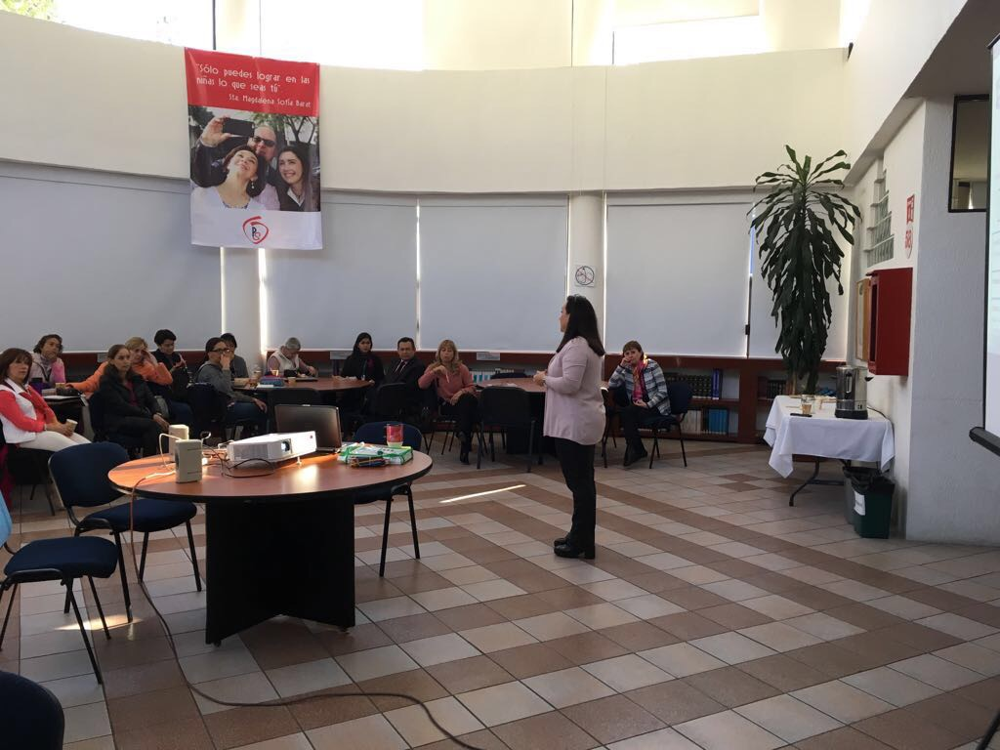 "Sólo puedes lograr en las
niñas lo que seas tú"
Sta. Magdalena Sofía Barat